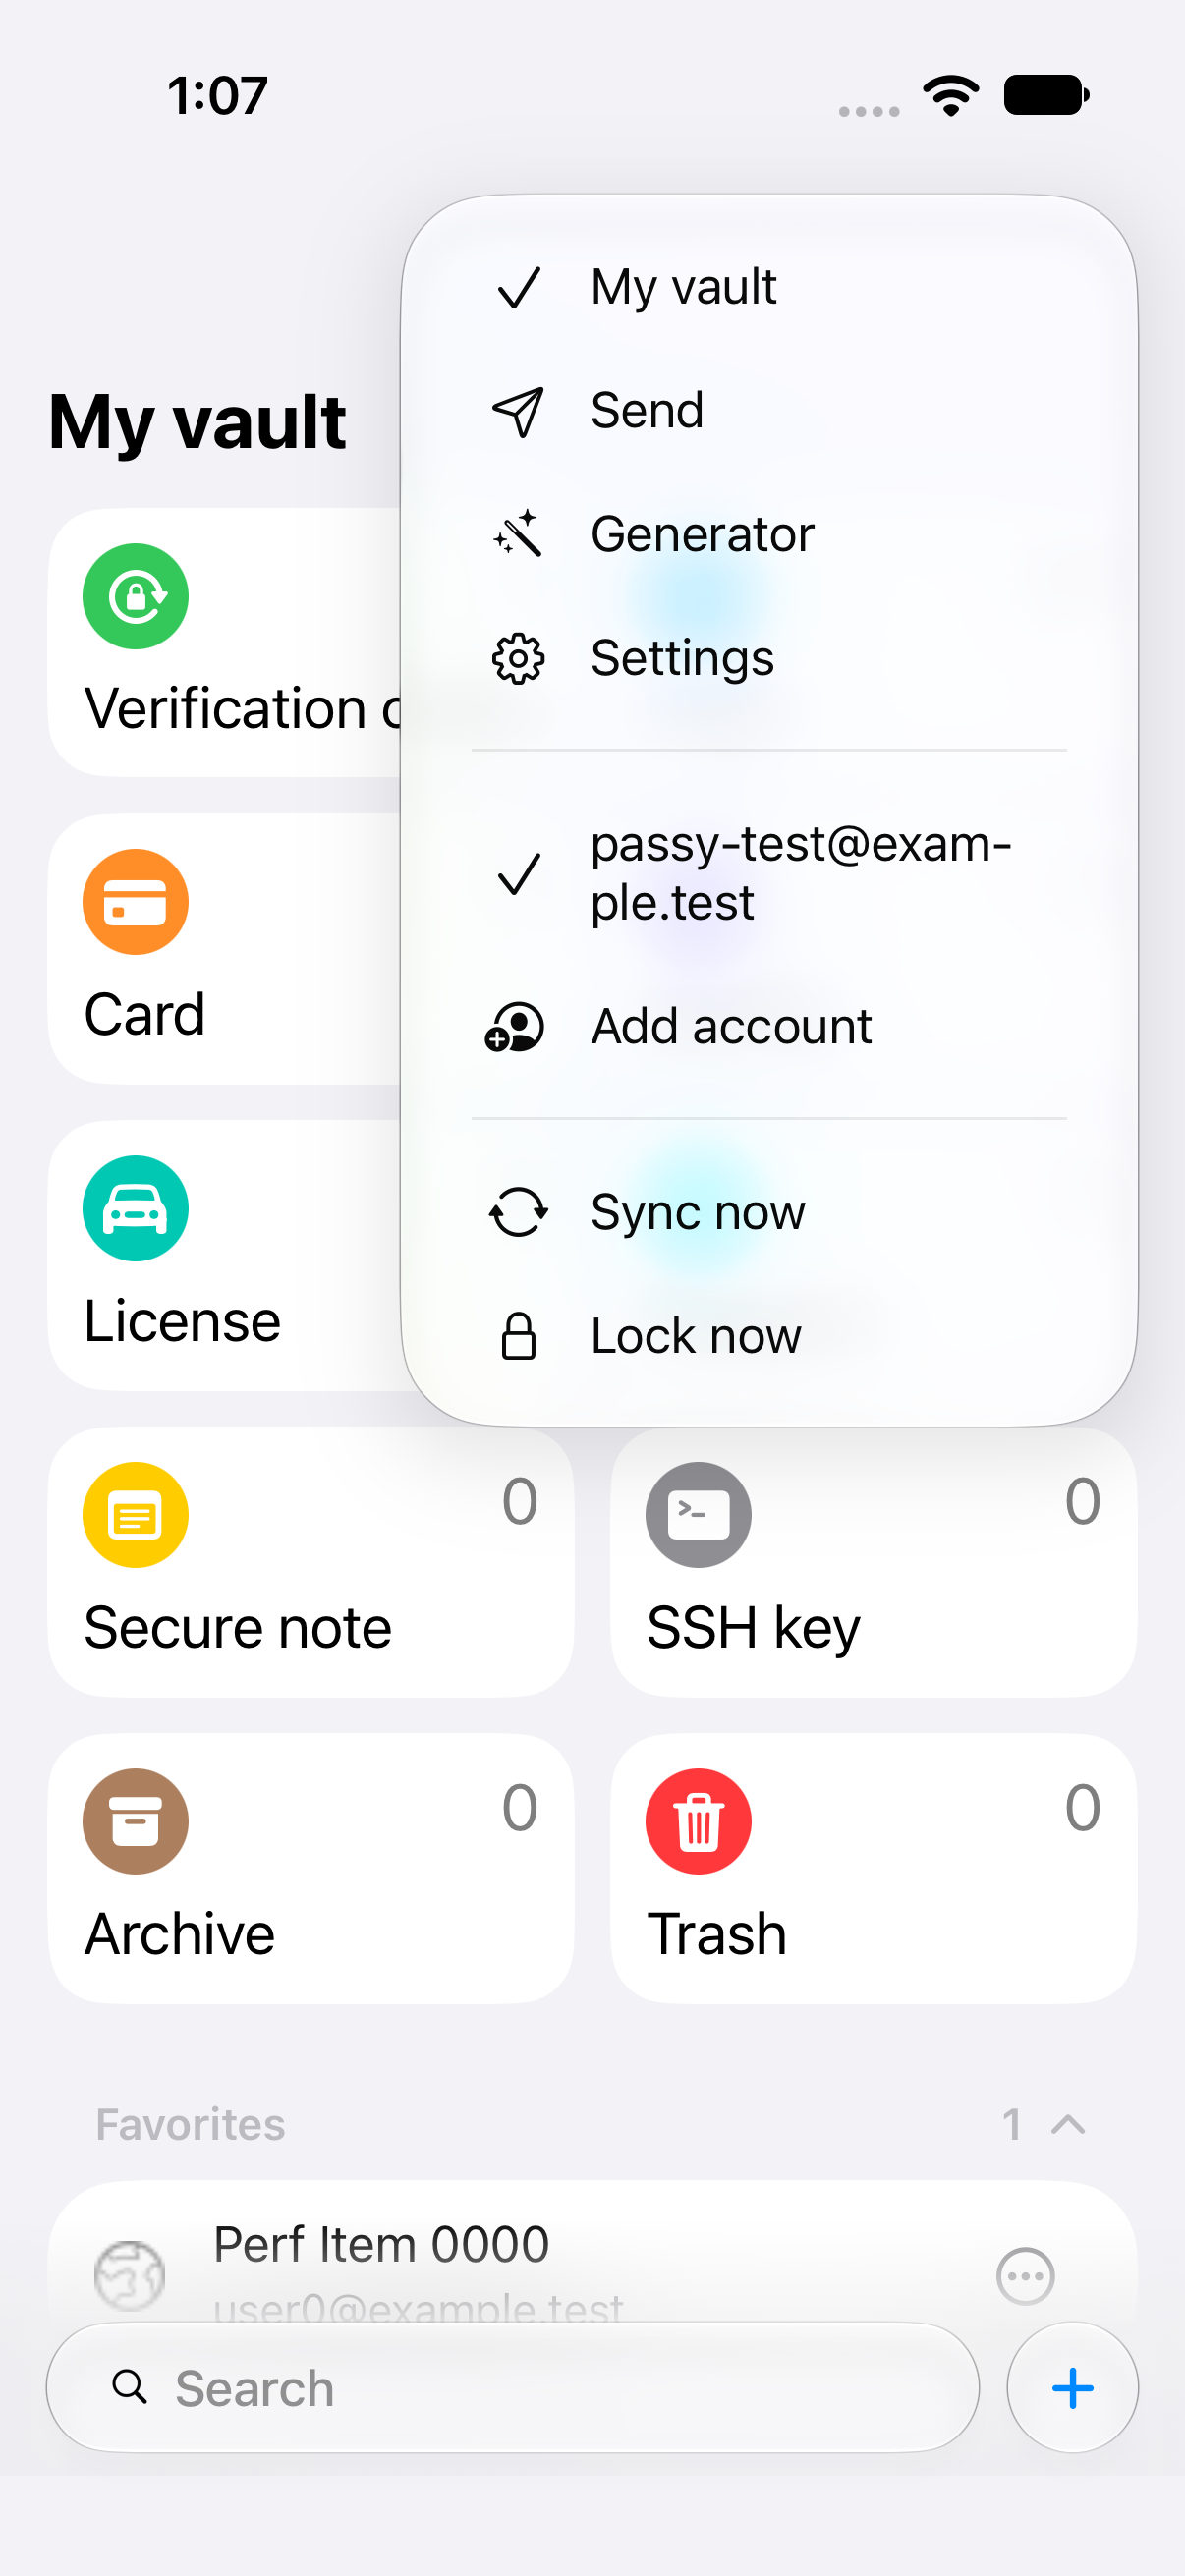 1:07
My vault
Send
Generator
Settings
passy-test@exam-
ple.test
Add account
Sync now
Lock now
My vault
Verification
Card
License
Secure note
0
SSH key
0
Archive
0
Trash
0
Favorites
1
Perf Item 0000
user0@example.test
Search